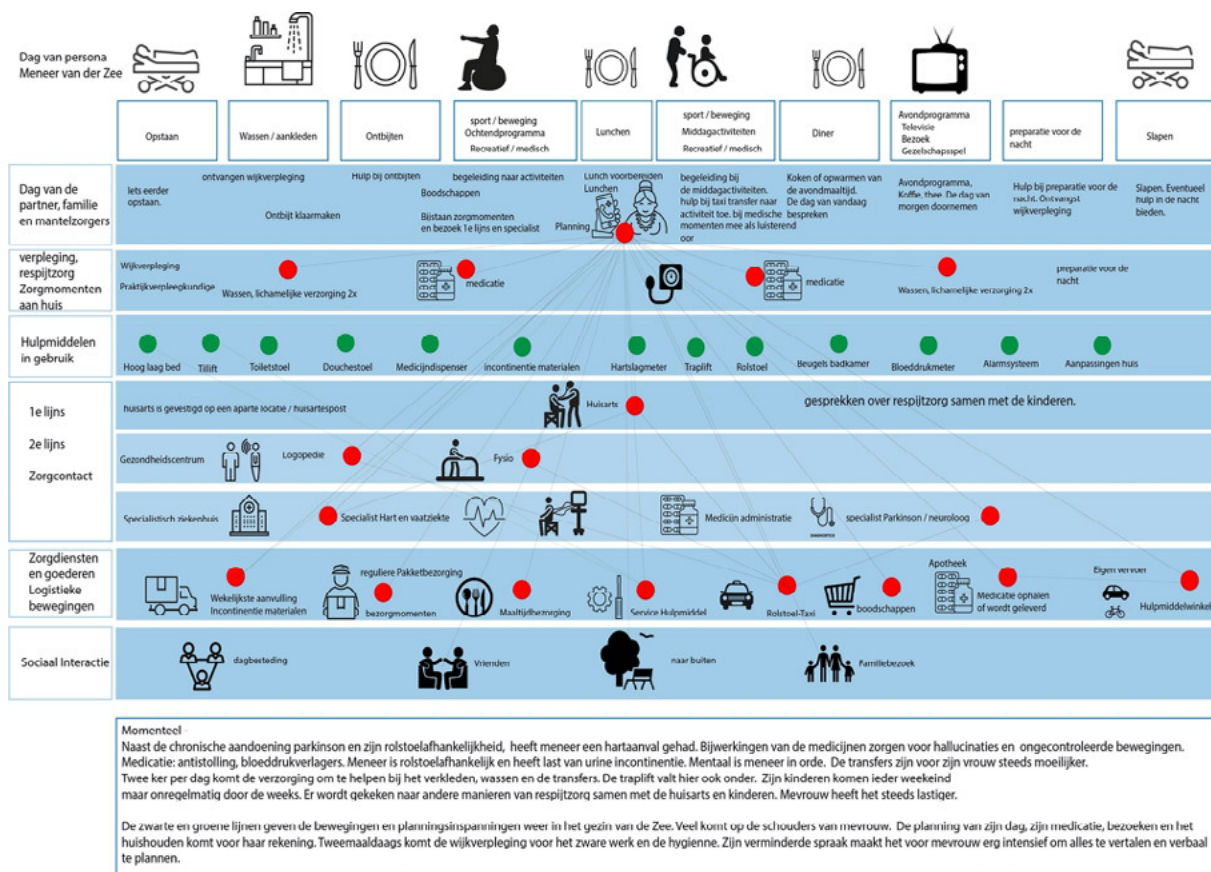 Dag van persona
Meneer van der Zee
Opstaan
Wassen / aankleden
Ontbijten
sport / beweging
Ochtendprogramma
Recreatief / medisch
Lunchen
sport / beweging
Middagactiviteiten
Recreatief / medisch
Diner
Avondprogramma
Televisie
Bezoek
Gezelschapsspel
preparatie voor de
nacht
Slapen
Dag van de
partner, familie
en mantelzorgers
Iets eerder
opstaan.
ontvangen wijkverpleging
Ontbijt klaarmaken
Hulp bij ontbijten
begeleiding naar activiteiten
Boodschappen
Bijstaan zorgmomenten
en bezoek 1e lijns en specialist
Lunch voorbereiden
Lunchen
Planning
begeleiding bij
de middagactiviteiten.
hulp bij taxi transfer naar
activiteit toe. bij medische
momenten mee als luisterend
oor
Koken of opwarmen van
de avondmaaltijd.
De dag van vandaag
bespreken
Avondprogramma,
Koffie, thee. De dag van
morgen doornemen
Hulp bij preparatie voor de
nacht. Ontvangst
wijkverpleging
Slapen. Eventueel
hulp in de nacht
bieden.
verpleging,
respijtzorg
Zorgmomenten
aan huis
Wijkverpleging
Praktijkverpleegkundige
Wassen, lichamelijke verzorging 2x
medicatie
medicatie
Wassen, lichamelijke verzorging 2x
preparatie voor de
nacht
Hulpmiddelen
in gebruik
Hoog laag bed
Tillift
Toiletstoel
Douchestoel
Medicijndispenser
incontinentie materialen
Hartslagmeter
Traplift
Rolstoel
Beugels badkamer
Bloeddrukmeter
Alarmsysteem
Aanpassingen huis
1e lijns
2e lijns
Zorgcontact
huisarts is gevestigd op een aparte locatie / huisartespost
Huisarts
gesprekken over respijtzorg samen met de kinderen.
Gezondheidscentrum
Logopedie
Fysio
Specialistisch ziekenhuis
Specialist Hart en vaatziekte
Medicijn administratie
specialist Parkinson / neuroloog
Zorgdiensten
en goederen
Logistieke
bewegingen
Wekelijkste aanvulling
Incontinentie materialen
reguliere Pakketbezorging
bezorgmomenten
Maaltijdbezorging
Service Hulpmiddel
Rolstoel-Taxi
boodschappen
Apotheek
Medicatie ophalen
of wordt geleverd
Eigen vervoer
Hulpmiddelwinkel
Sociaal Interactie
dagbesteding
Vrienden
naar buiten
Familiebezoek
Momenteel
Naast de chronische aandoening parkinson en zijn rolstoelafhankelijkheid, heeft meneer een hartaanval gehad. Bijwerkingen van de medicijnen zorgen voor hallucinaties en ongecontroleerde bewegingen.
Medicatie: antistolling, bloeddrukverlagers. Meneer is rolstoelafhankelijk en heeft last van urine incontinentie. Mentaal is meneer in orde. De transfers zijn voor zijn vrouw steeds moeilijker.
Twee ker per dag komt de verzorging om te helpen bij het verkleden, wassen en de transfers. De traplift valt hier ook onder. Zijn kinderen komen ieder weekeind
maar onregelmatig door de weeks. Er wordt gekeken naar andere manieren van respijtzorg samen met de huisarts en kinderen. Mevrouw heeft het steeds lastiger.
De zwarte en groene lijnen geven de bewegingen en planningsinspanningen weer in het gezin van de Zee. Veel komt op de schouders van mevrouw. De planning van zijn dag, zijn medicatie, bezoeken en het
huishouden komt voor haar rekening. Tweemaaldaags komt de wijkverpleging voor het zware werk en de hygienne. Zijn verminderde spraak maakt het voor mevrouw erg intensief om alles te vertalen en verbaal
te plannen.